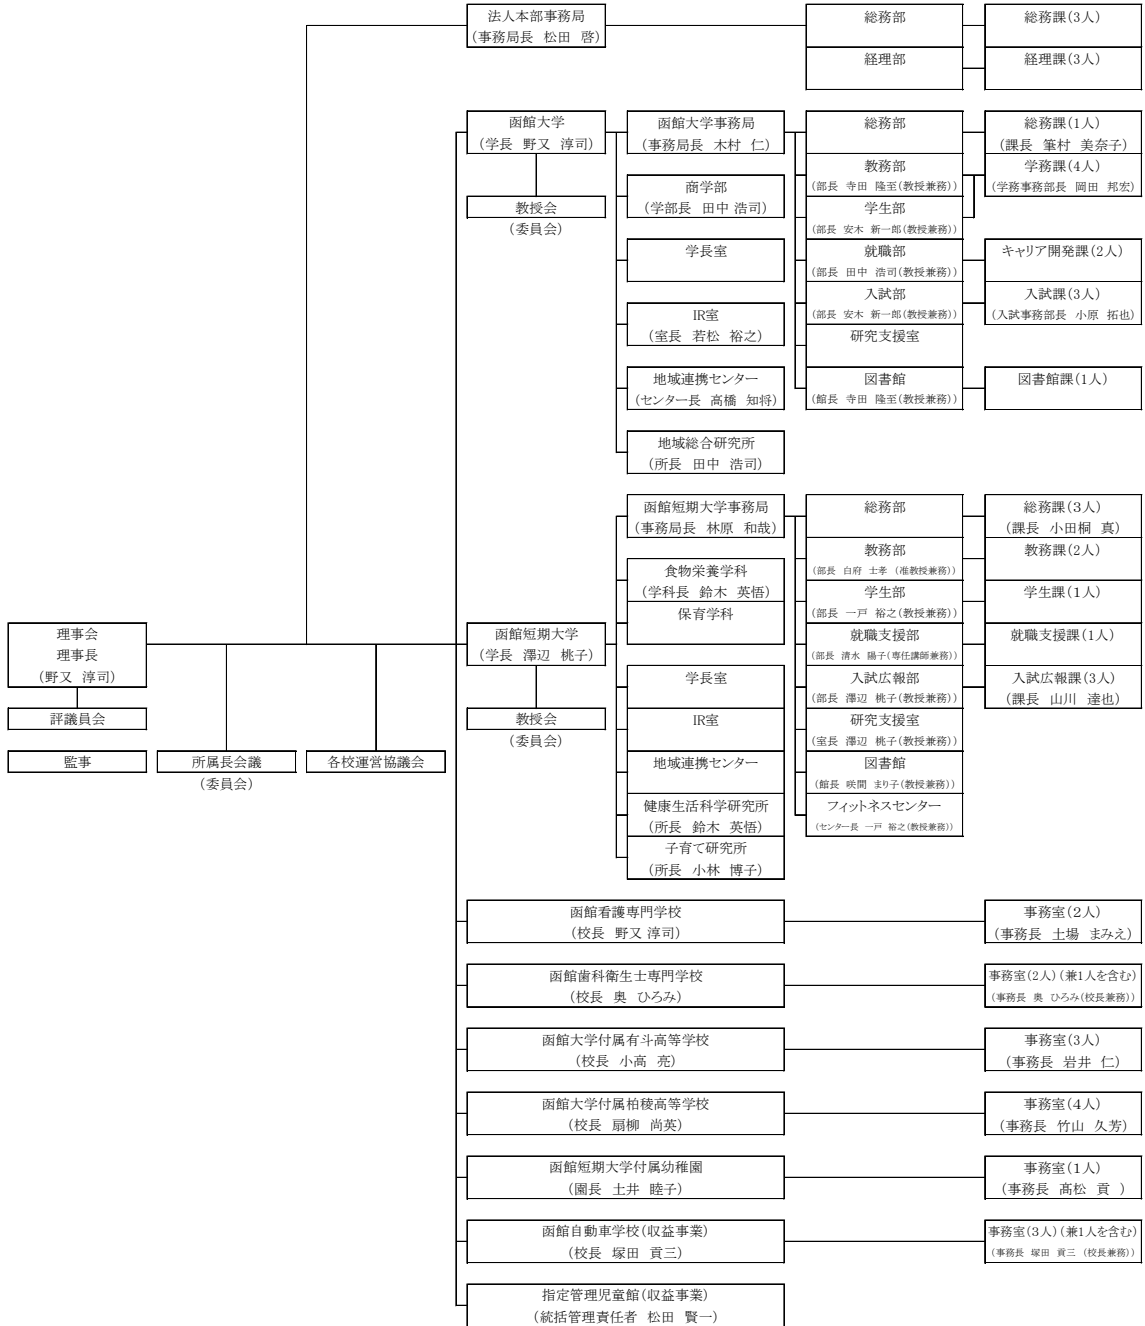 法人本部事務局
(事務局長 松田 啓)
総務部
総務課(3人)
経理部
経理課(3人)
函館大学
(学長 野又 淳司)
教授会
(委員会)
函館大学事務局
(事務局長 木村 仁)
商学部
(学部長 田中 浩司)
学長室
IR室
(室長 若松 裕之)
地域連携センター
(センター長 高橋 知将)
地域総合研究所
(所長 田中 浩司)
総務部
教務部
(部長 寺田 隆至(教授兼務))
学生部
(部長 安木 新一郎(教授兼務))
就職部
(部長 田中 浩司(教授兼務))
入試部
(部長 安木 新一郎(教授兼務))
研究支援室
図書館
(館長 寺田 隆至(教授兼務))
総務課(1人)
(課長 筆村 美奈子)
学務課(4人)
(学務事務部長 岡田 邦宏)
キャリア開発課(2人)
入試課(3人)
(入試事務部長 小原 拓也)
図書館課(1人)
理事会
理事長
(野又 淳司)
評議員会
監事
所属長会議
(委員会)
各校運営協議会
函館短期大学
(学長 澤辺 桃子)
教授会
(委員会)
函館短期大学事務局
(事務局長 林原 和哉)
食物栄養学科
(学科長 鈴木 英悟)
保育学科
学長室
IR室
地域連携センター
健康生活科学研究所
(所長 鈴木 英悟)
子育て研究所
(所長 小林 博子)
総務部
教務部
(部長 白府 士孝 (准教授兼務))
学生部
(部長 一戸 裕之(教授兼務))
就職支援部
(部長 清水 陽子(専任講師兼務))
入試広報部
(部長 澤辺 桃子(教授兼務))
研究支援室
(室長 澤辺 桃子(教授兼務))
図書館
(館長 咲間 まり子(教授兼務))
フィットネスセンター
(センター長 一戸 裕之(教授兼務))
総務課(3人)
(課長 小田桐 真)
教務課(2人)
学生課(1人)
就職支援課(1人)
入試広報課(3人)
(課長 山川 達也)
函館看護専門学校
(校長 野又 淳司)
事務室(2人)
(事務長 土場 まみえ)
函館歯科衛生士専門学校
(校長 奥 ひろみ)
事務室(2人)(兼1人を含む)
(事務長 奥 ひろみ(校長兼務))
函館大学付属有斗高等学校
(校長 小高 亮)
事務室(3人)
(事務長 岩井 仁)
函館大学付属柏稜高等学校
(校長 扇柳 尚英)
事務室(4人)
(事務長 竹山 久芳)
函館短期大学付属幼稚園
(園長 土井 睦子)
事務室(1人)
(事務長 髙松 貢 )
函館自動車学校(収益事業)
(校長 塚田 貢三)
事務室(3人)(兼1人を含む)
(事務長 塚田 貢三 (校長兼務))
指定管理児童館(収益事業)
(統括管理責任者 松田 賢一)